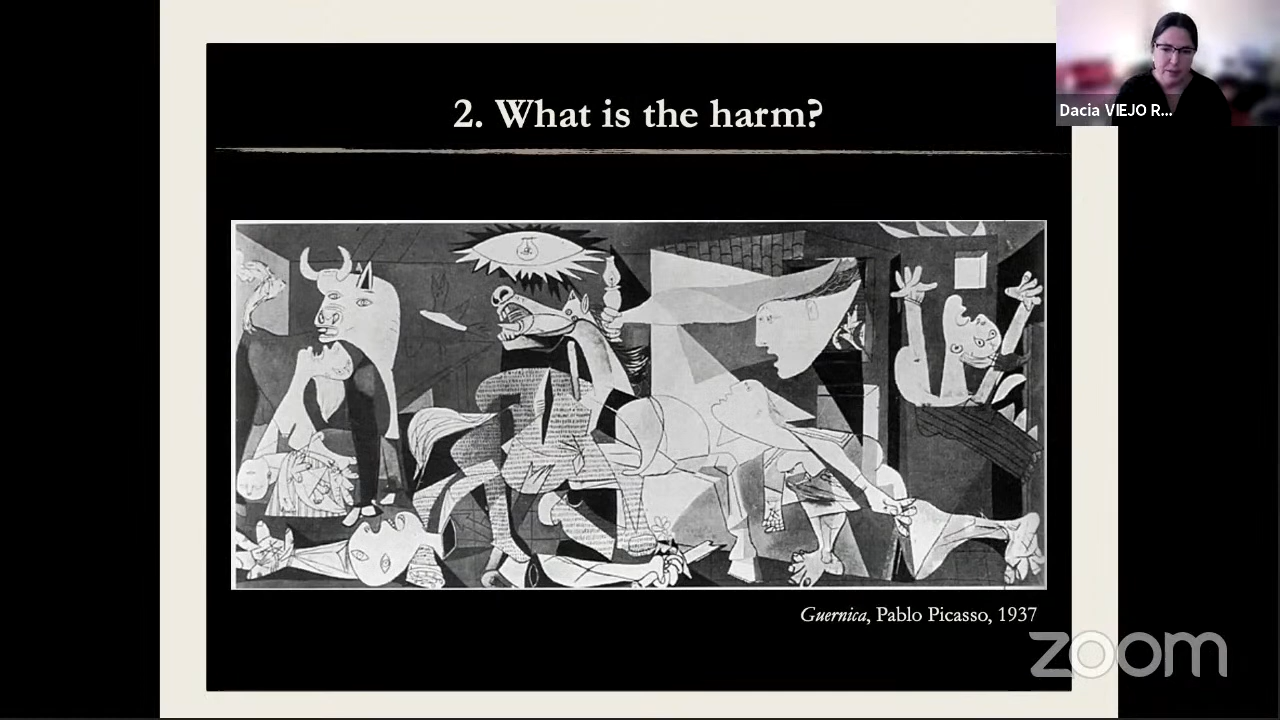 2. What is the harm?
Dacia VIEJO R...
Guernica, Pablo Picasso, 1937
zoom